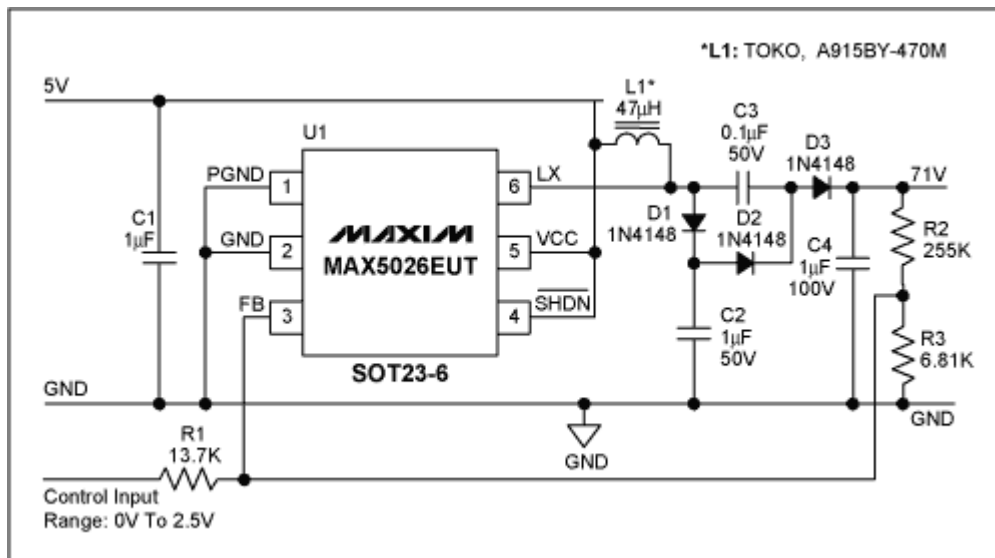 *L1: TOKO, A915BY-470M
5V
L1*
47μH
C3
0.1μF
50V
D3
1N4148
71V
U1
PGND
1
6
LX
C1
1μF
GND
2
MAXIM
MAX5026EUT
5
VCC
D1
1N4148
D2
1N4148
C4
1μF
100V
R2
255K
FB
3
4
SHDN
C2
1μF
50V
R3
6.81K
SOT23-6
GND
GND
R1
13.7K
GND
Control Input
Range: 0V To 2.5V